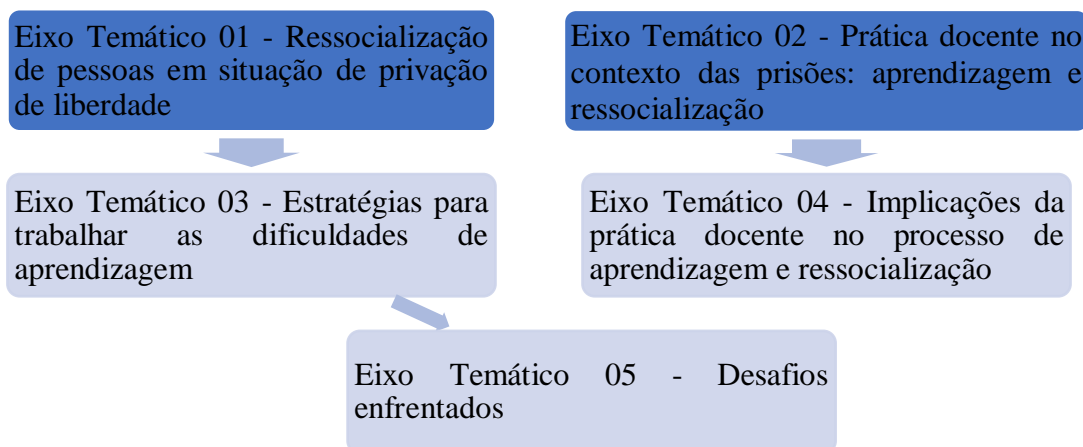 Eixo Temático 01 - Ressocialização
de pessoas em situação de privação
de liberdade
Eixo Temático 02 - Prática docente no
contexto das prisões: aprendizagem e
ressocialização
Eixo Temático 03 - Estratégias para
trabalhar as dificuldades de
aprendizagem
Eixo Temático 04 - Implicações da
prática docente no processo de
aprendizagem e ressocialização
Eixo Temático 05 - Desafios
enfrentados